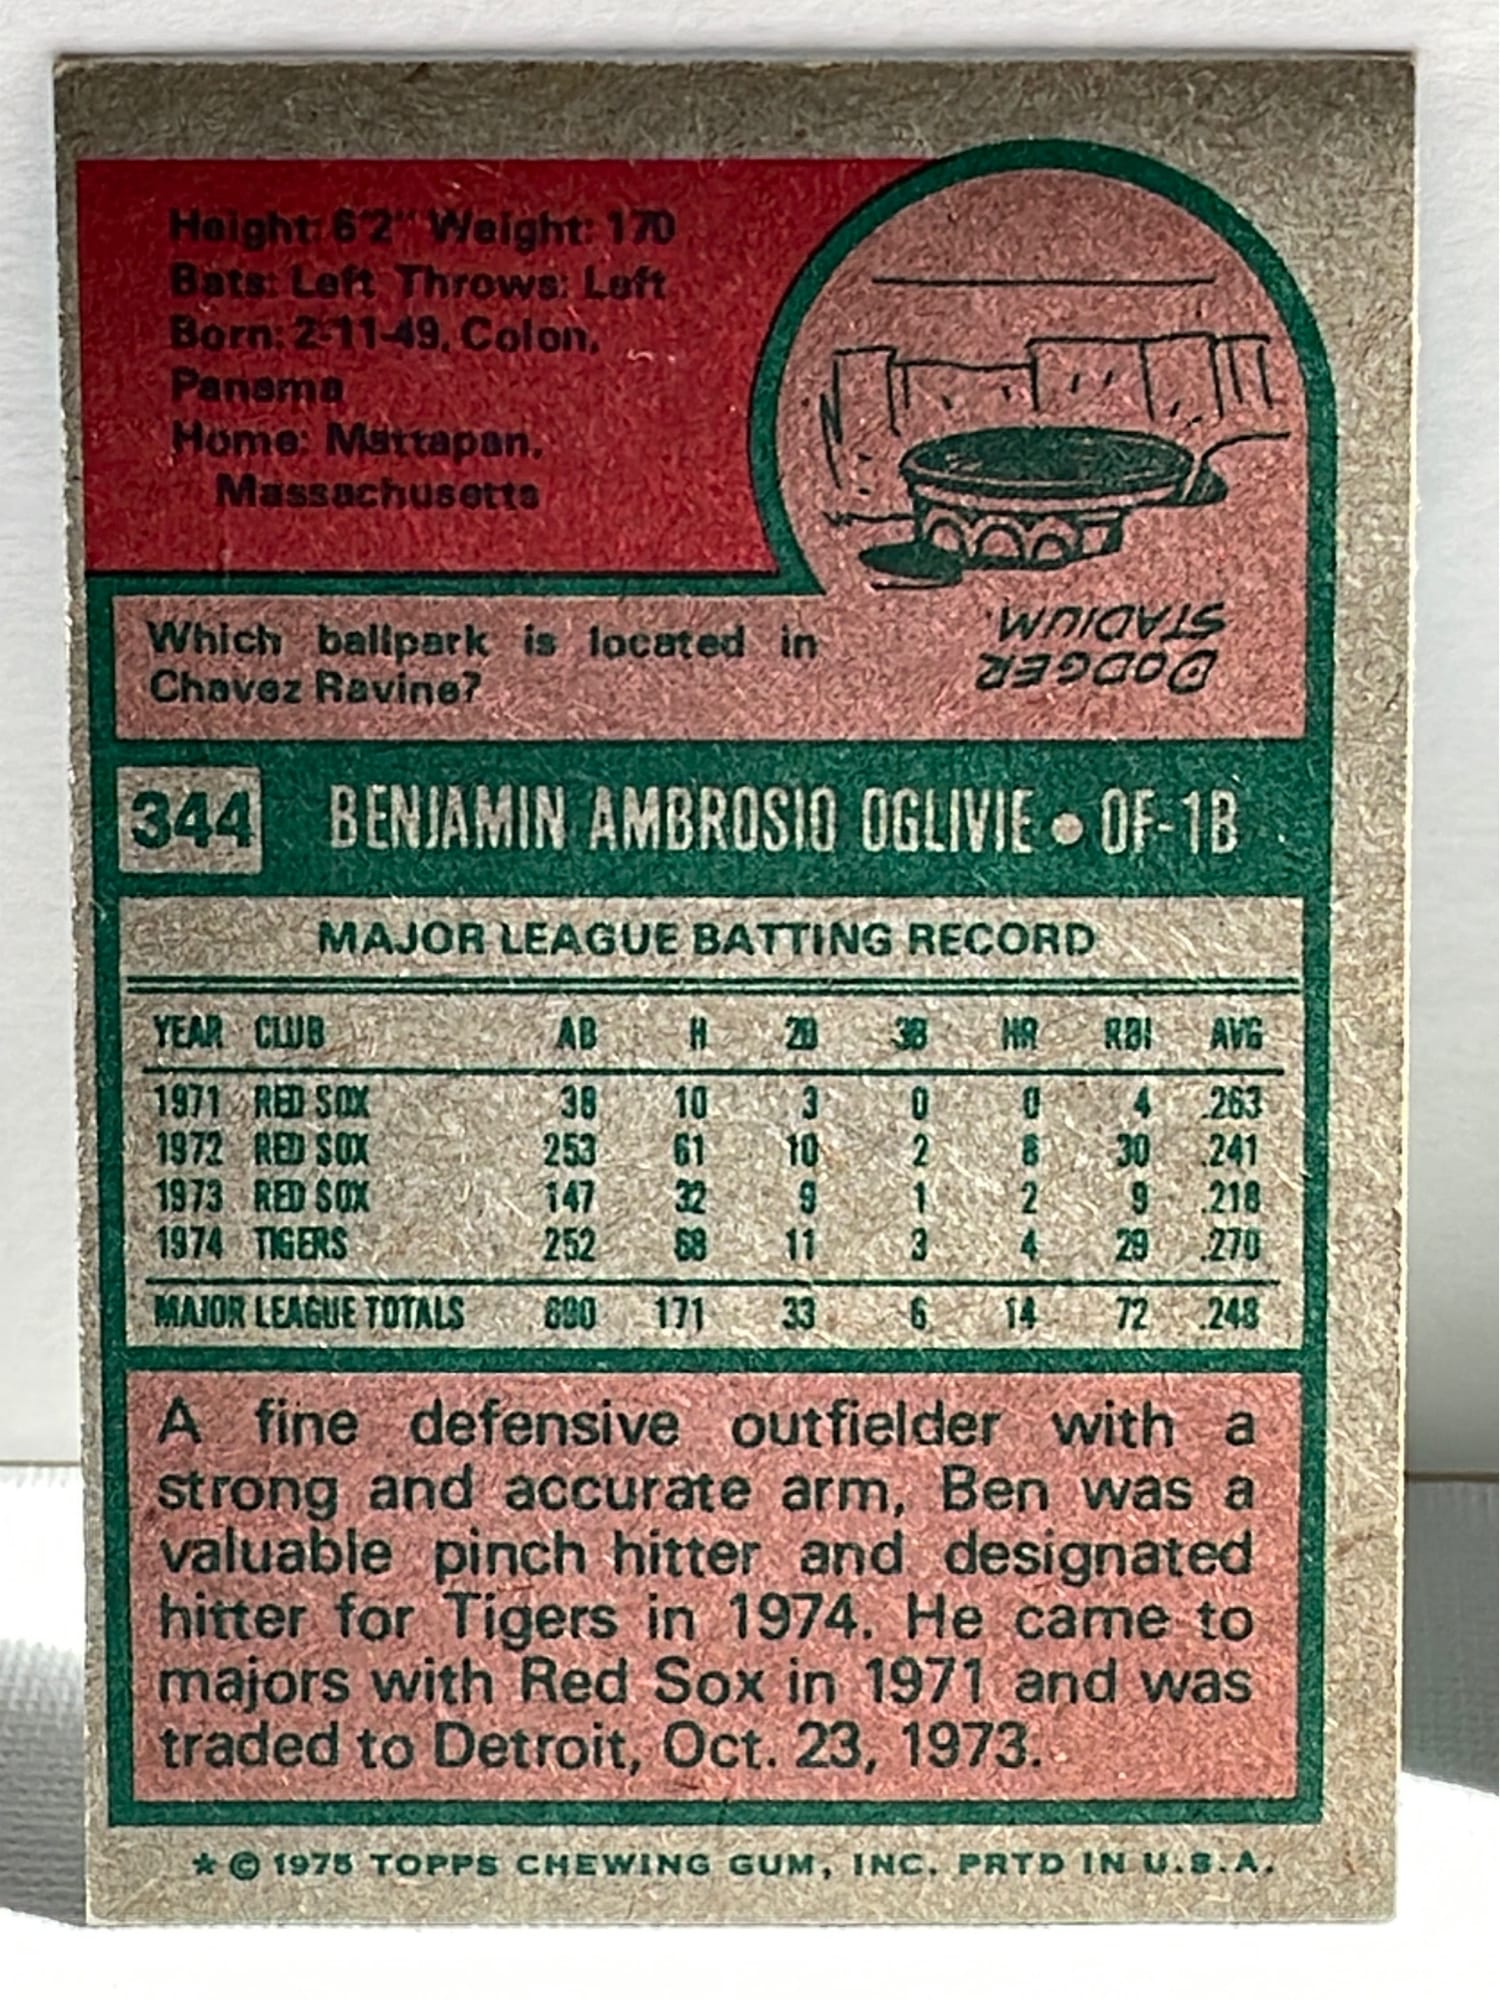 Height: 6'2" Weight: 170
Bats: Left Throws: Left
Born: 2-11-49, Colon,
Panama
Home: Mattapan,
Massachusetts
Which ballpark is located in
Chavez Ravine?
DODGER
STADIUM.
344 BENJAMIN AMBROSIO OGLIVIE • OF-1B
MAJOR LEAGUE BATTING RECORD
YEAR CLUB AB H 2B 3B HR RBI AVG
1971 RED SOX 38 10 3 0 0 4 .263
1972 RED SOX 253 61 10 2 8 30 .241
1973 RED SOX 147 32 9 1 2 9 .218
1974 TIGERS 252 68 11 3 4 29 .270
MAJOR LEAGUE TOTALS 690 171 33 6 14 72 .248
A fine defensive outfielder with a
strong and accurate arm, Ben was a
valuable pinch hitter and designated
hitter for Tigers in 1974. He came to
majors with Red Sox in 1971 and was
traded to Detroit, Oct. 23, 1973.
* © 1975 TOPPS CHEWING GUM, INC. PRTD IN U.S.A.